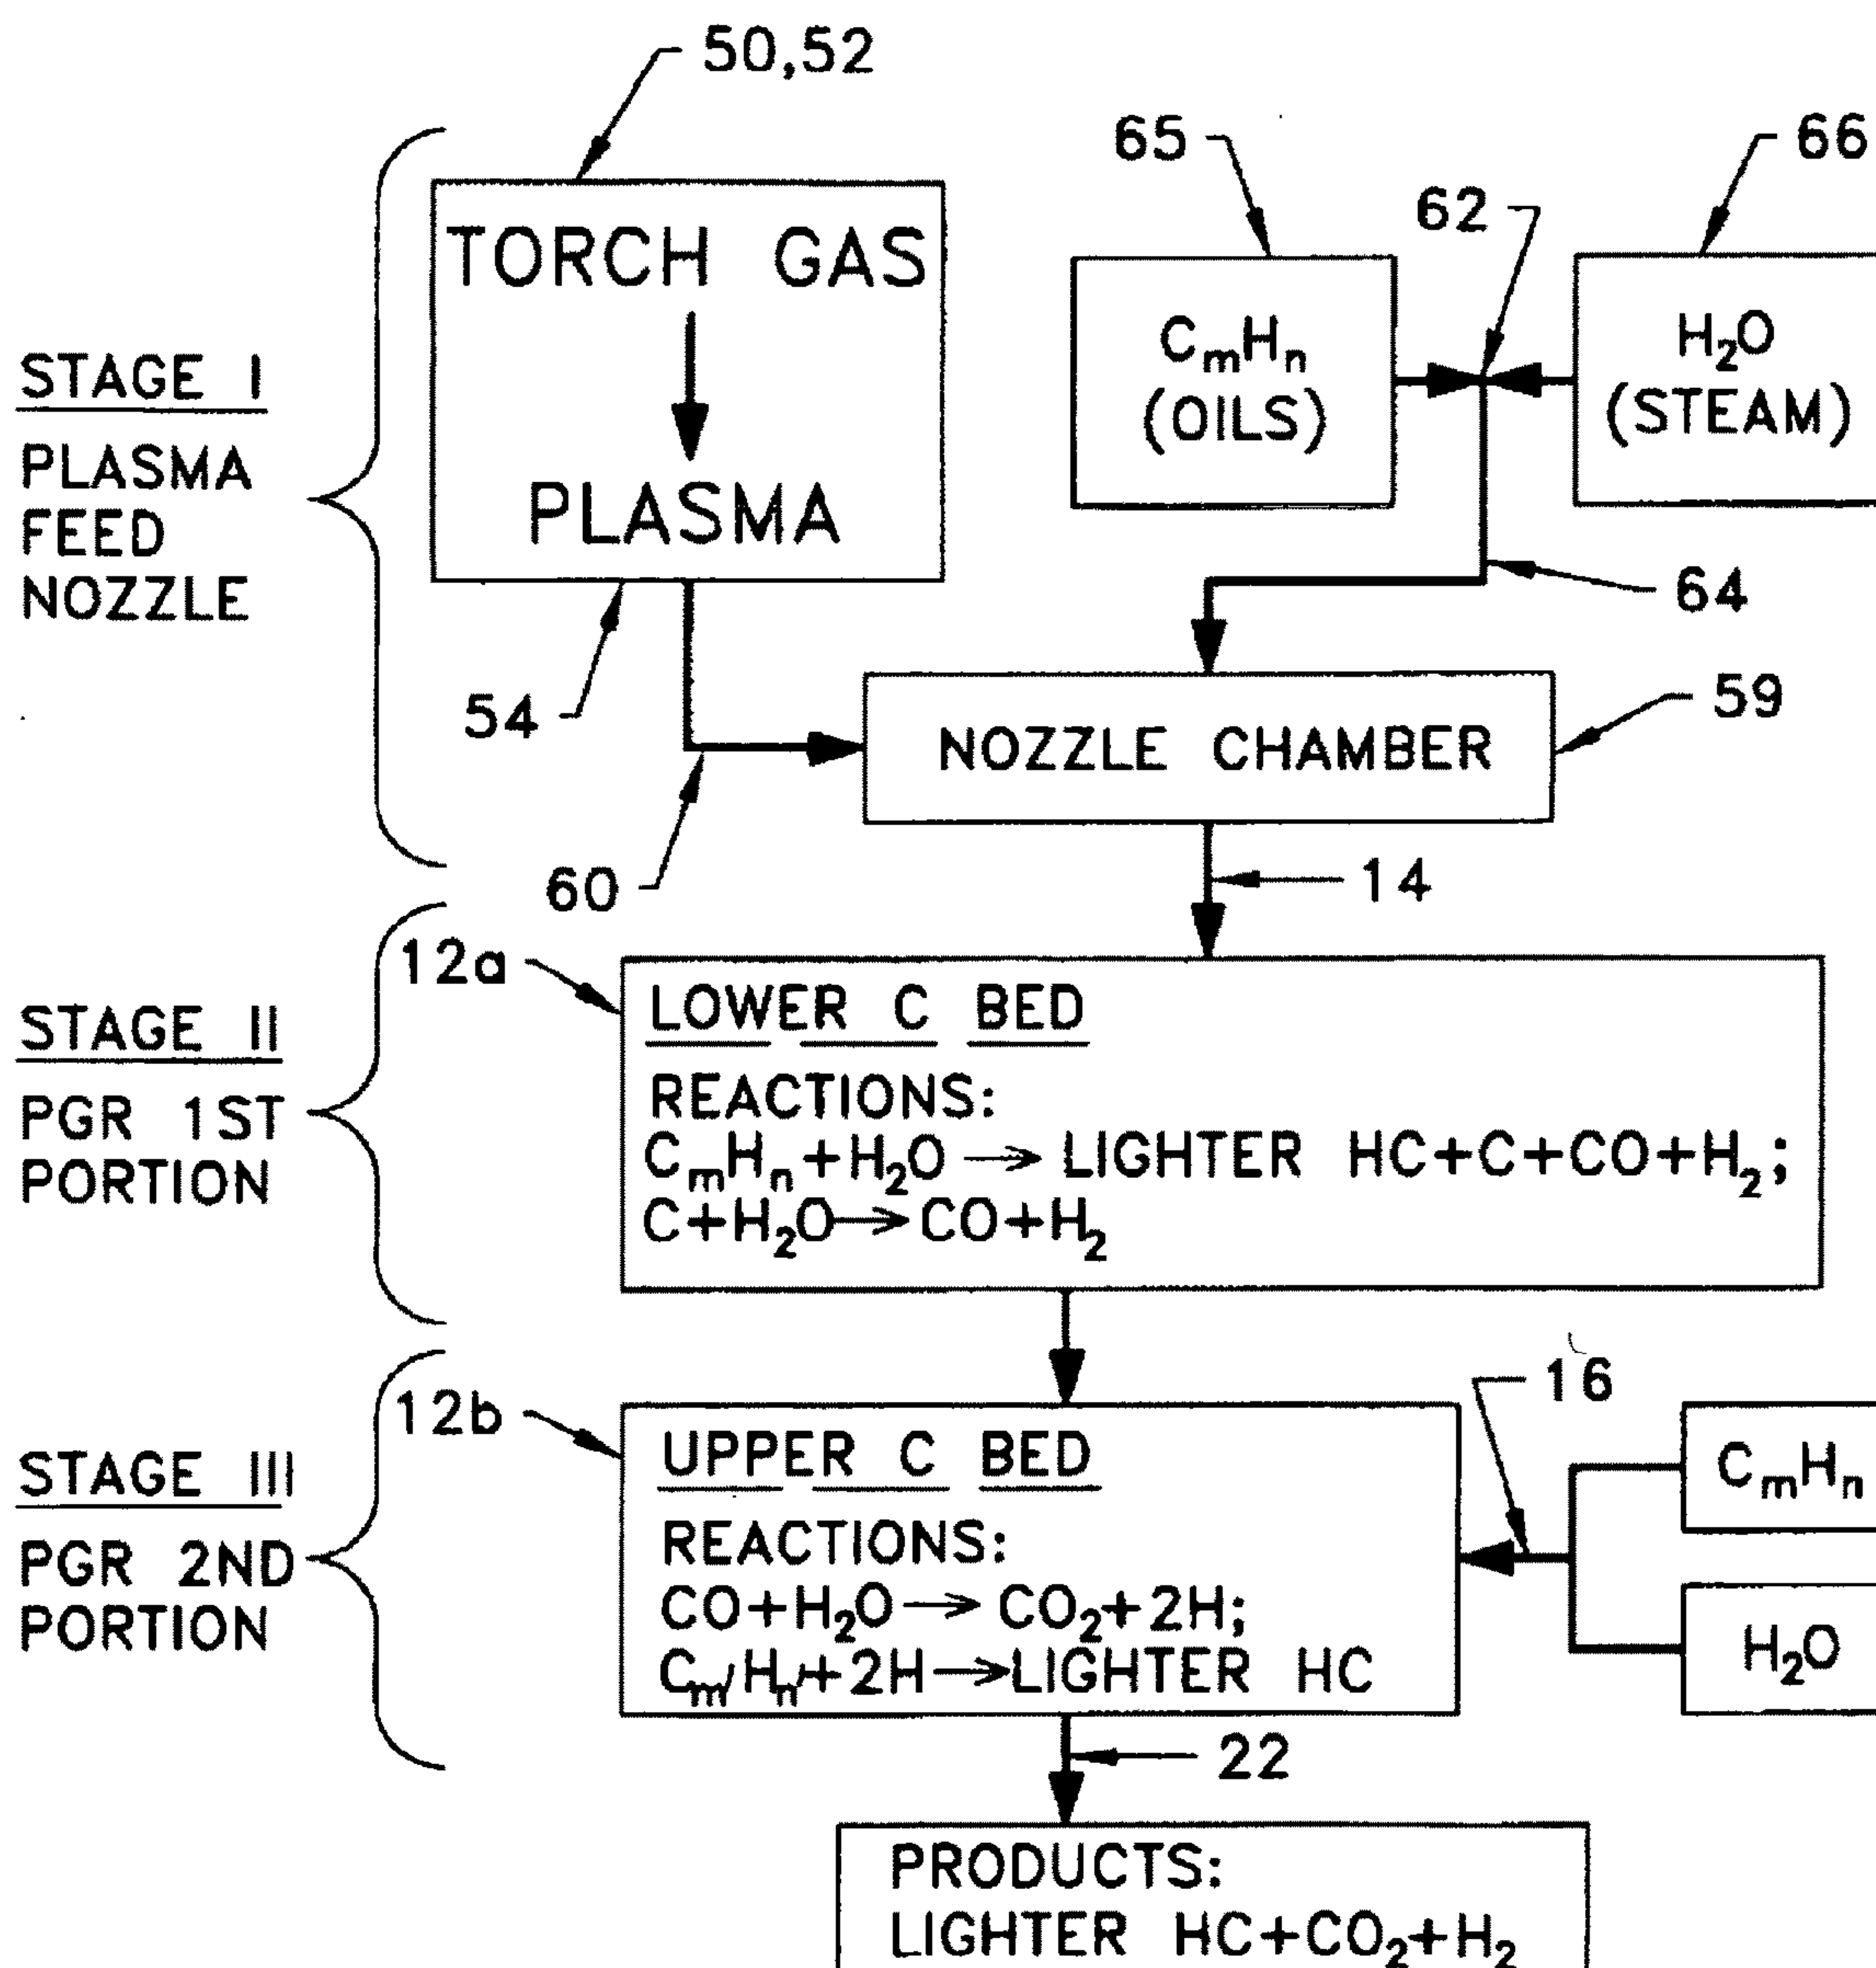 50,52
65
66
62
TORCH GAS
PLASMA
CₘHₙ
(OILS)
H₂O
(STEAM)
STAGE I
PLASMA
FEED
NOZZLE
64
54
59
NOZZLE CHAMBER
60
14
12a
STAGE II
PGR 1ST
PORTION
LOWER C BED
REACTIONS:
CₘHₙ+H₂O → LIGHTER HC+C+CO+H₂;
C+H₂O → CO+H₂
16
12b
STAGE III
PGR 2ND
PORTION
UPPER C BED
REACTIONS:
CO+H₂O → CO₂+2H;
Cₘ′Hₙ′+2H → LIGHTER HC
CₘHₙ
H₂O
22
PRODUCTS:
LIGHTER HC+CO₂+H₂